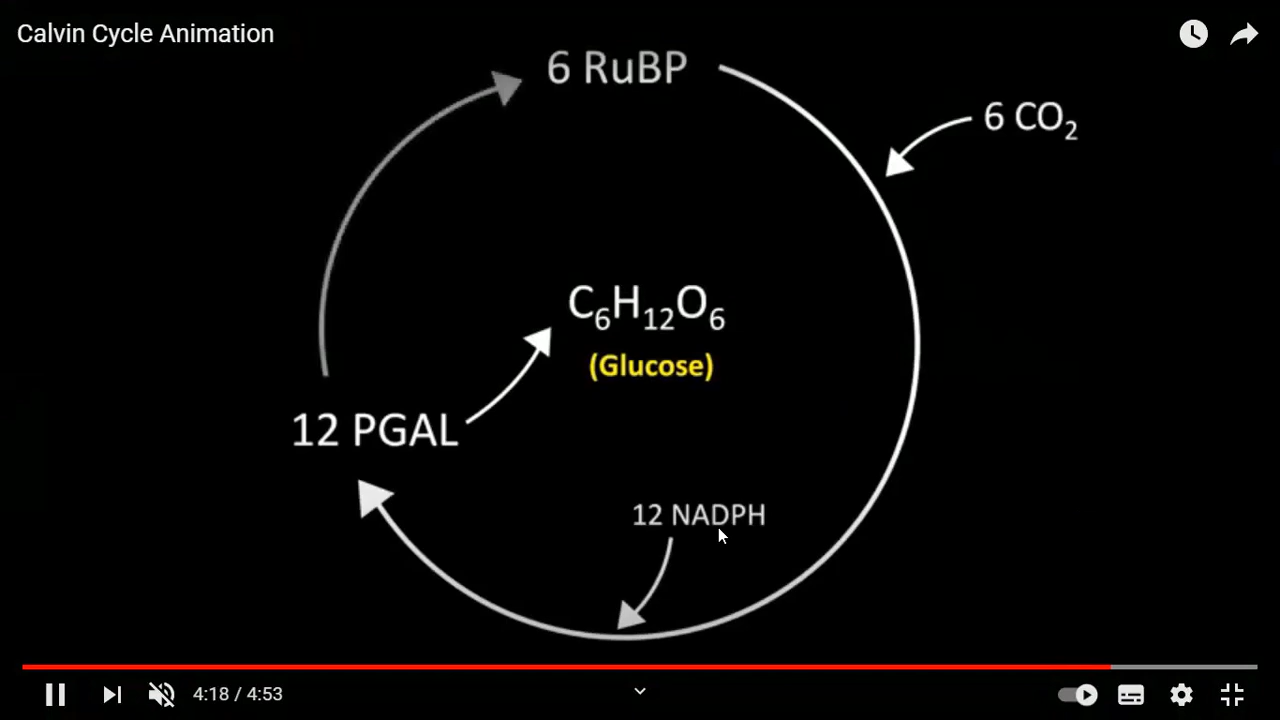 Calvin Cycle Animation
6 RuBP
6 CO₂
C₆H₁₂O₆
(Glucose)
12 PGAL
12 NADPH
4:18 / 4:53